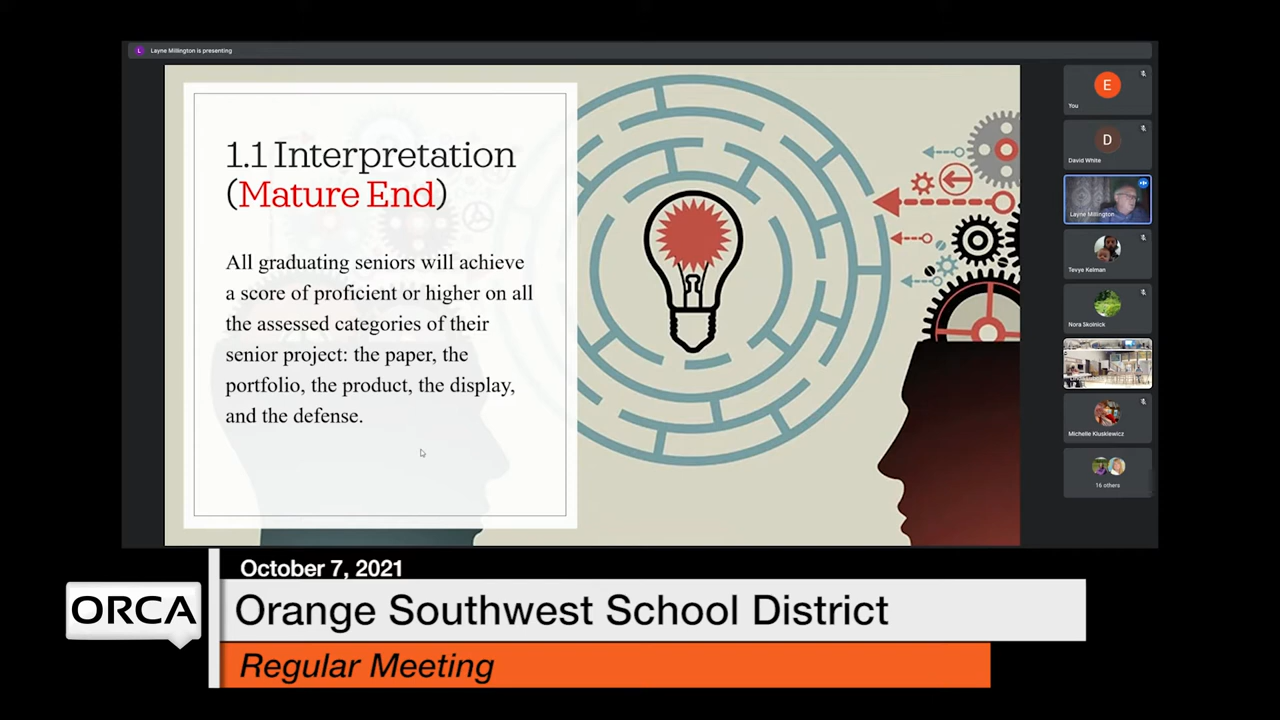 L
Layne Millington is presenting
1.1 Interpretation
(Mature End)
All graduating seniors will achieve
a score of proficient or higher on all
the assessed categories of their
senior project: the paper, the
portfolio, the product, the display,
and the defense.
E
You
D
David White
Layne Millington
Tevya Kelman
Nora Skolnick
Michelle Kluskiewicz
16 others
October 7, 2021
ORCA
Orange Southwest School District
Regular Meeting